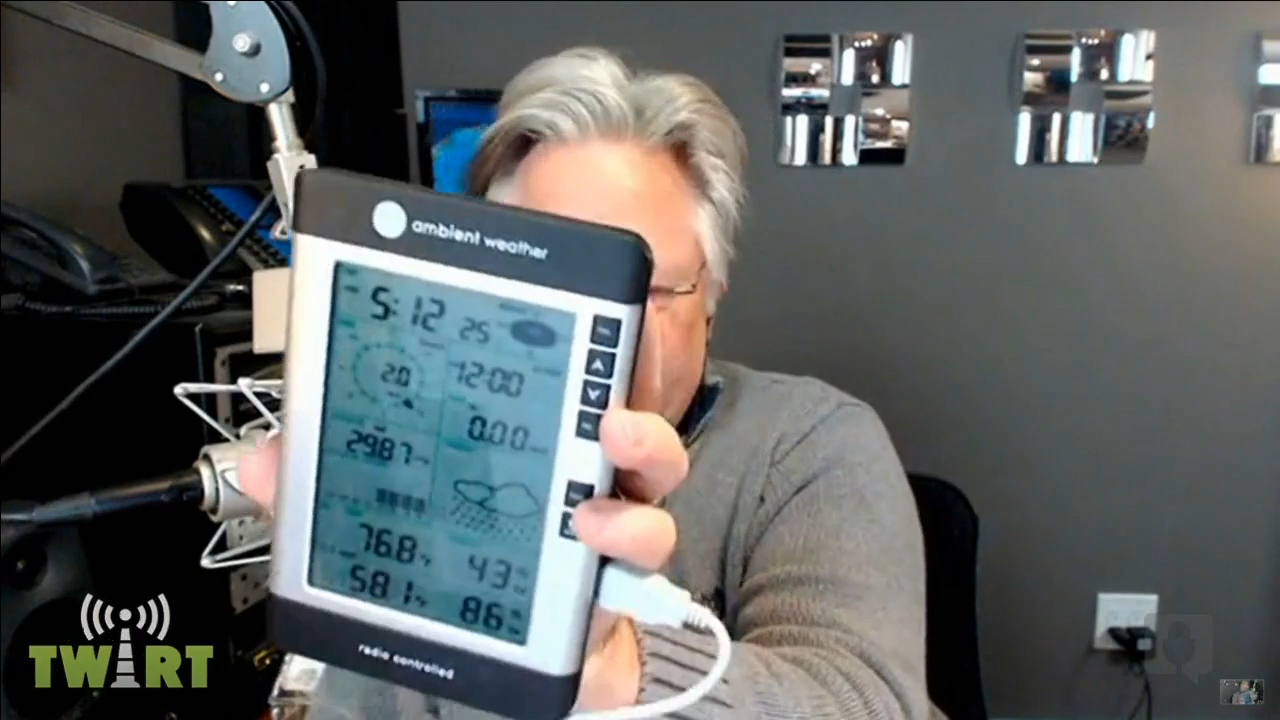 ambient weather
5:12 25
2.0 12:00
0.00
29.87
76.8 43
58.1 86
radio controlled
TWiRT